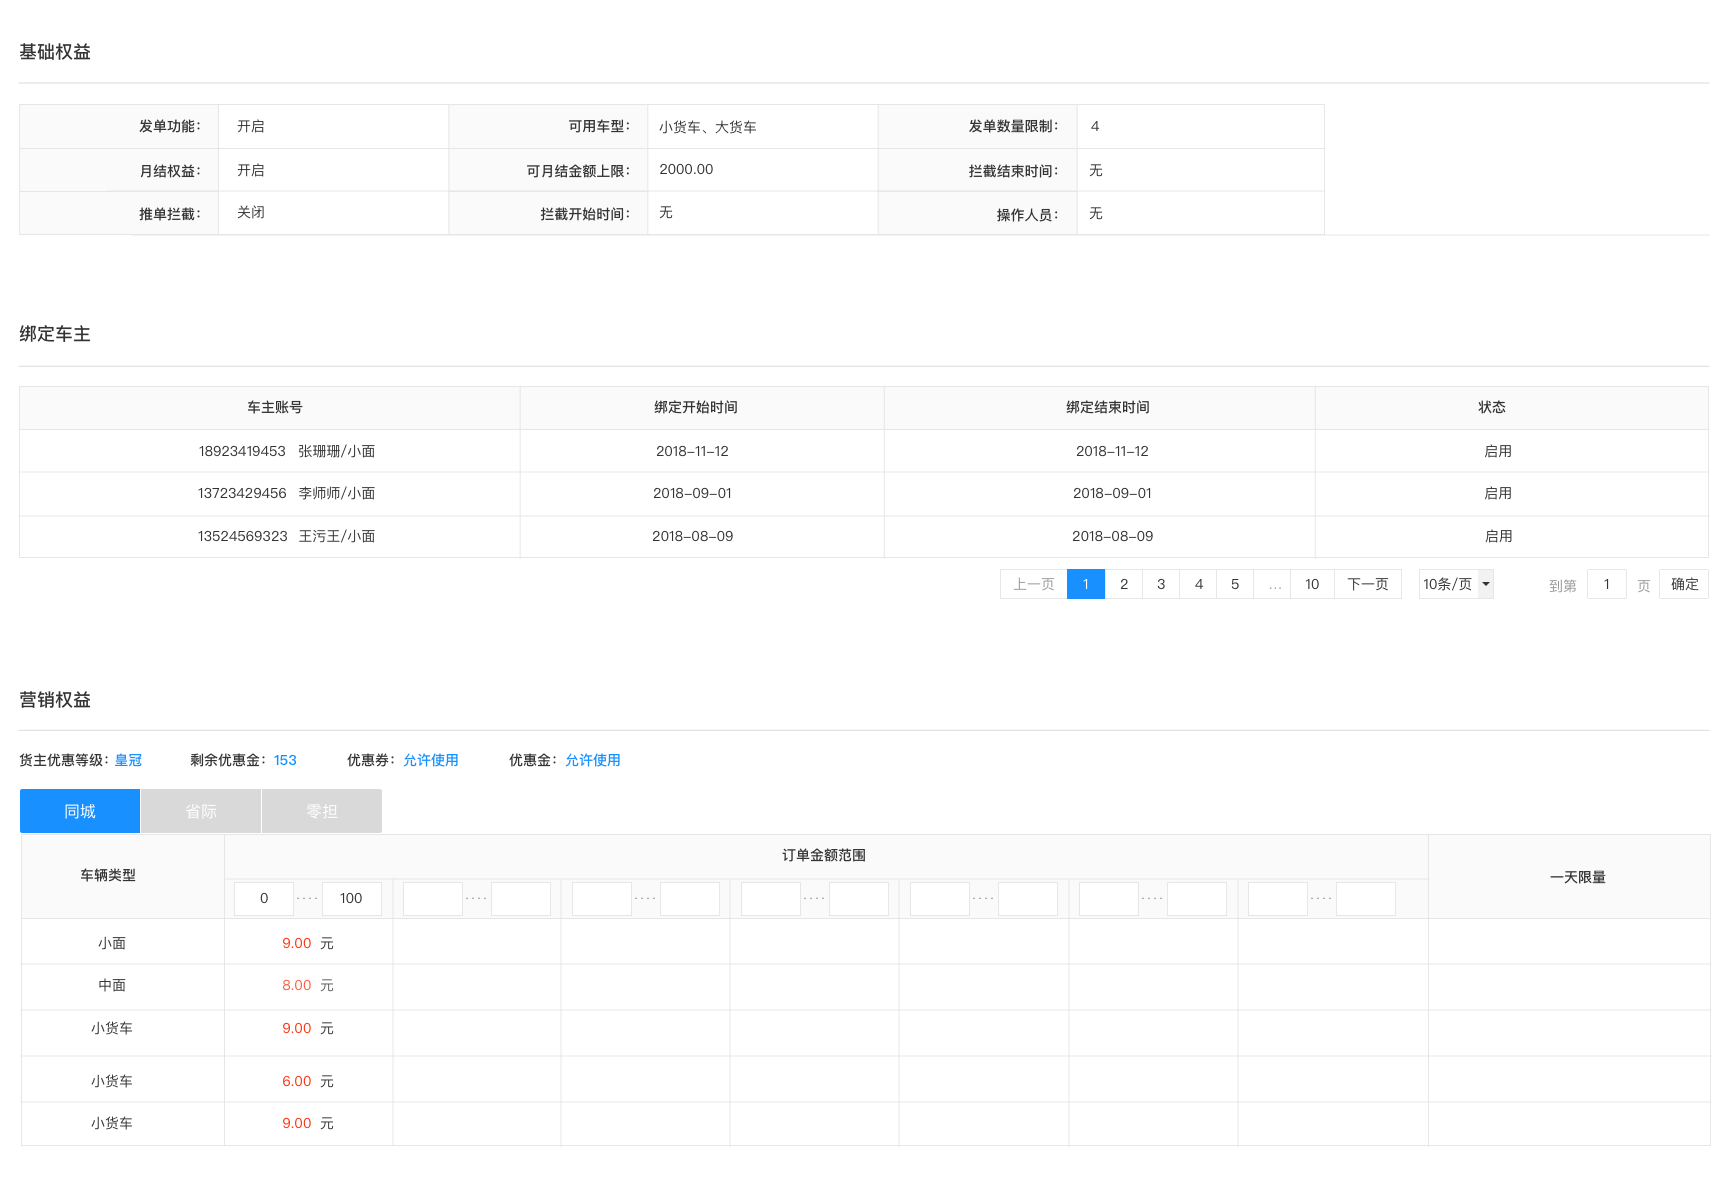 基础权益
发单功能： 开启 可用车型： 小货车、大货车 发单数量限制： 4
月结权益： 开启 可月结金额上限： 2000.00 拦截结束时间： 无
推单拦截： 关闭 拦截开始时间： 无 操作人员： 无
绑定车主
车主账号 绑定开始时间 绑定结束时间 状态
18923419453 张珊珊/小面 2018-11-12 2018-11-12 启用
13723429456 李师师/小面 2018-09-01 2018-09-01 启用
13524569323 王污王/小面 2018-08-09 2018-08-09 启用
上一页 1 2 3 4 5 ... 10 下一页 10条/页 到第 1 页 确定
营销权益
货主优惠等级：皇冠 剩余优惠金：153 优惠券：允许使用 优惠金：允许使用
同城 省际 零担
车辆类型 订单金额范围 一天限量
0 ···· 100 ···· ···· ···· ···· ···· ····
小面 9.00 元
中面 8.00 元
小货车 9.00 元
小货车 6.00 元
小货车 9.00 元